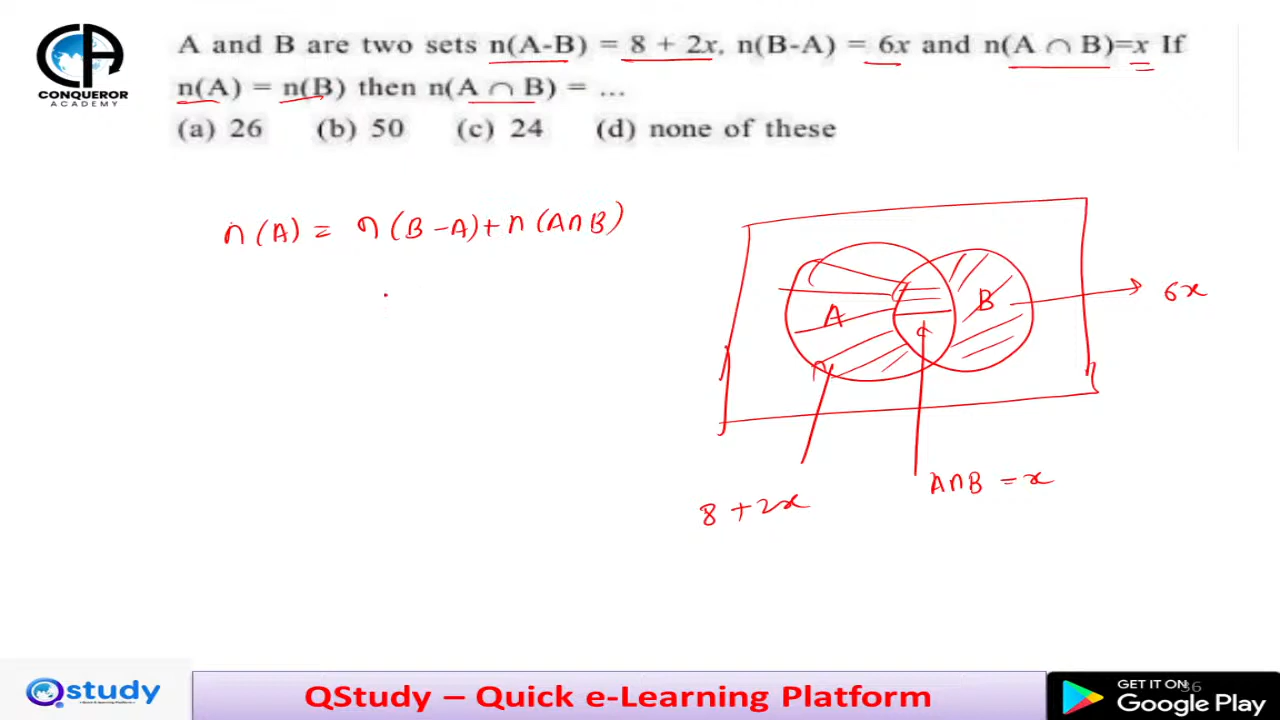 CONQUEROR
ACADEMY
A and B are two sets n(A-B) = 8 + 2x, n(B-A) = 6x and n(A ∩ B)=x If
n(A) = n(B) then n(A ∩ B) = ...
(a) 26 (b) 50 (c) 24 (d) none of these
n(A) = n(B-A)+n(A∩B)
A
B
6x
A∩B = x
8+2x
Qstudy
QStudy – Quick e-Learning Platform
GET IT ON
36
Google Play